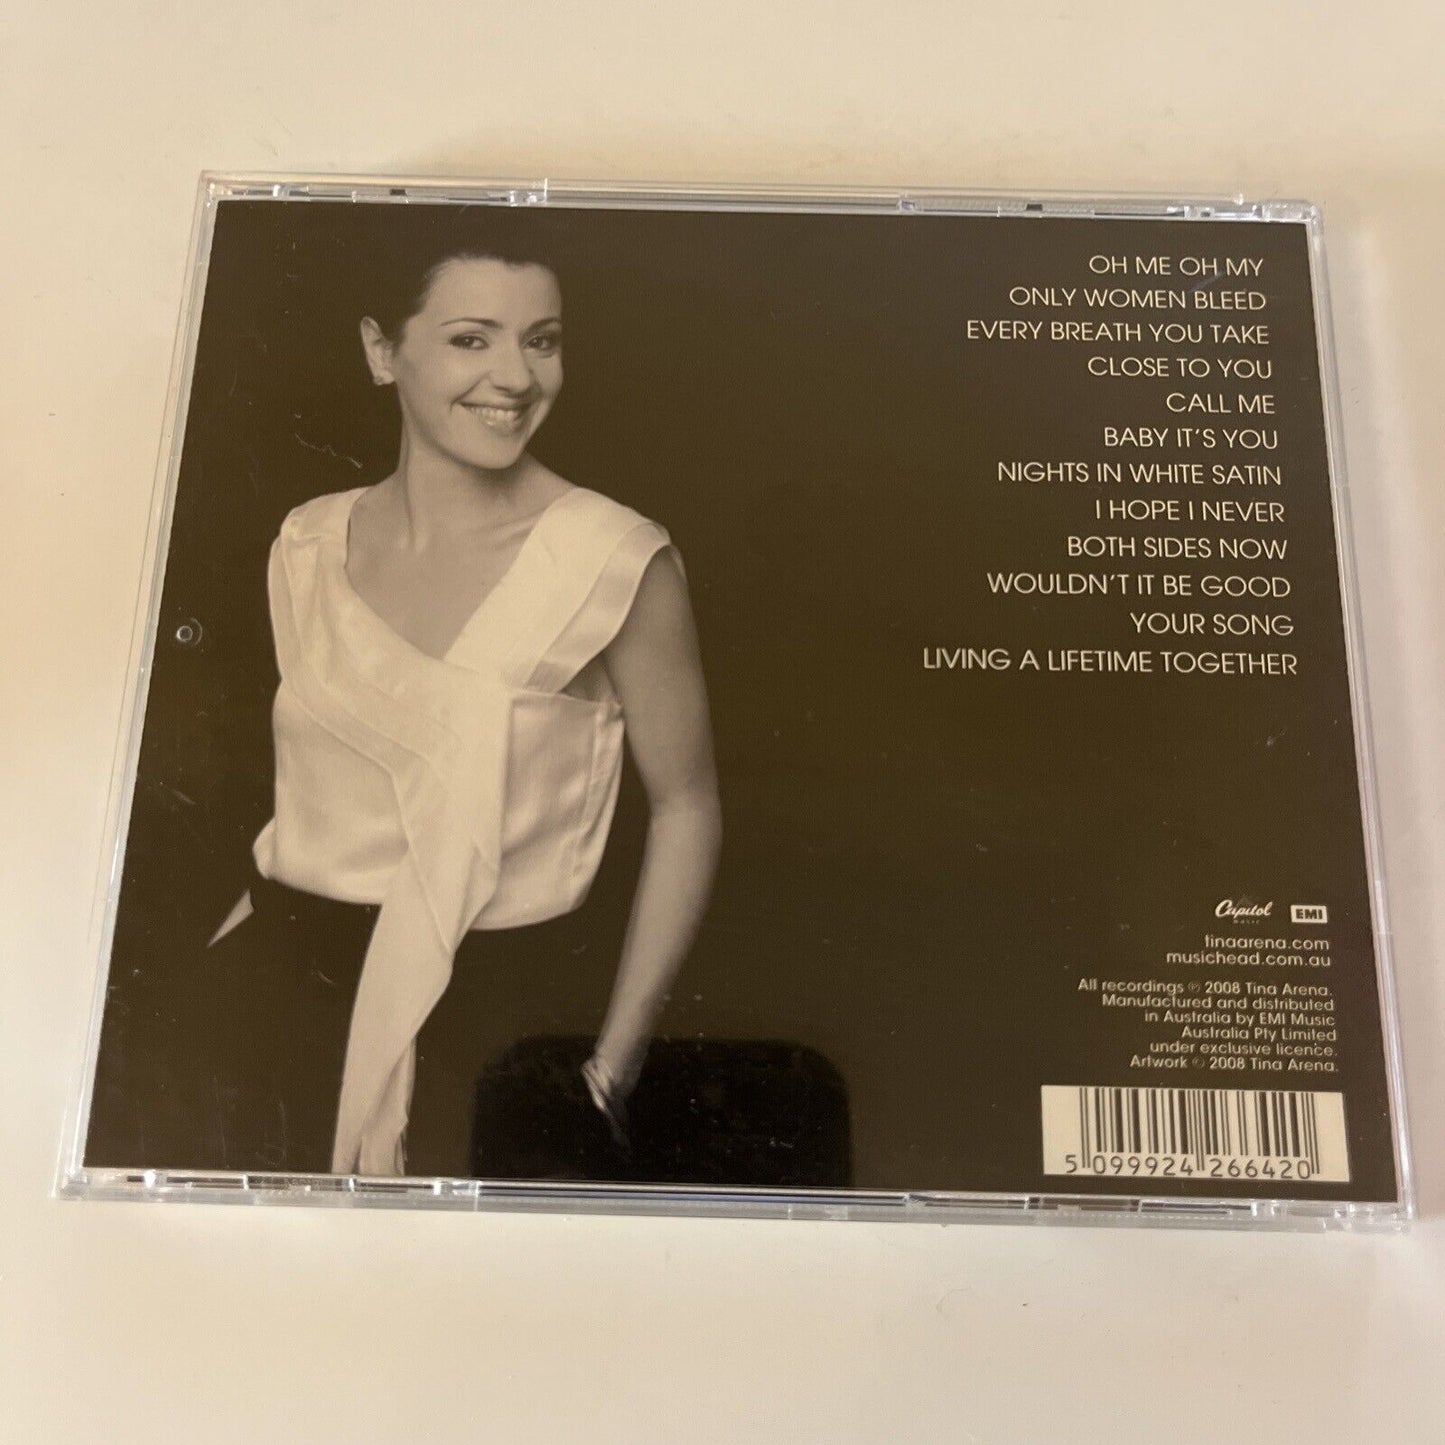 OH ME OH MY
ONLY WOMEN BLEED
EVERY BREATH YOU TAKE
CLOSE TO YOU
CALL ME
BABY IT'S YOU
NIGHTS IN WHITE SATIN
I HOPE I NEVER
BOTH SIDES NOW
WOULDN'T IT BE GOOD
YOUR SONG
LIVING A LIFETIME TOGETHER
Capitol EMI
MUSIC
tinaarena.com
musichead.com.au
All recordings ℗ 2008 Tina Arena.
Manufactured and distributed
in Australia by EMI Music
Australia Pty Limited
under exclusive licence.
Artwork © 2008 Tina Arena.
5 099924 266420